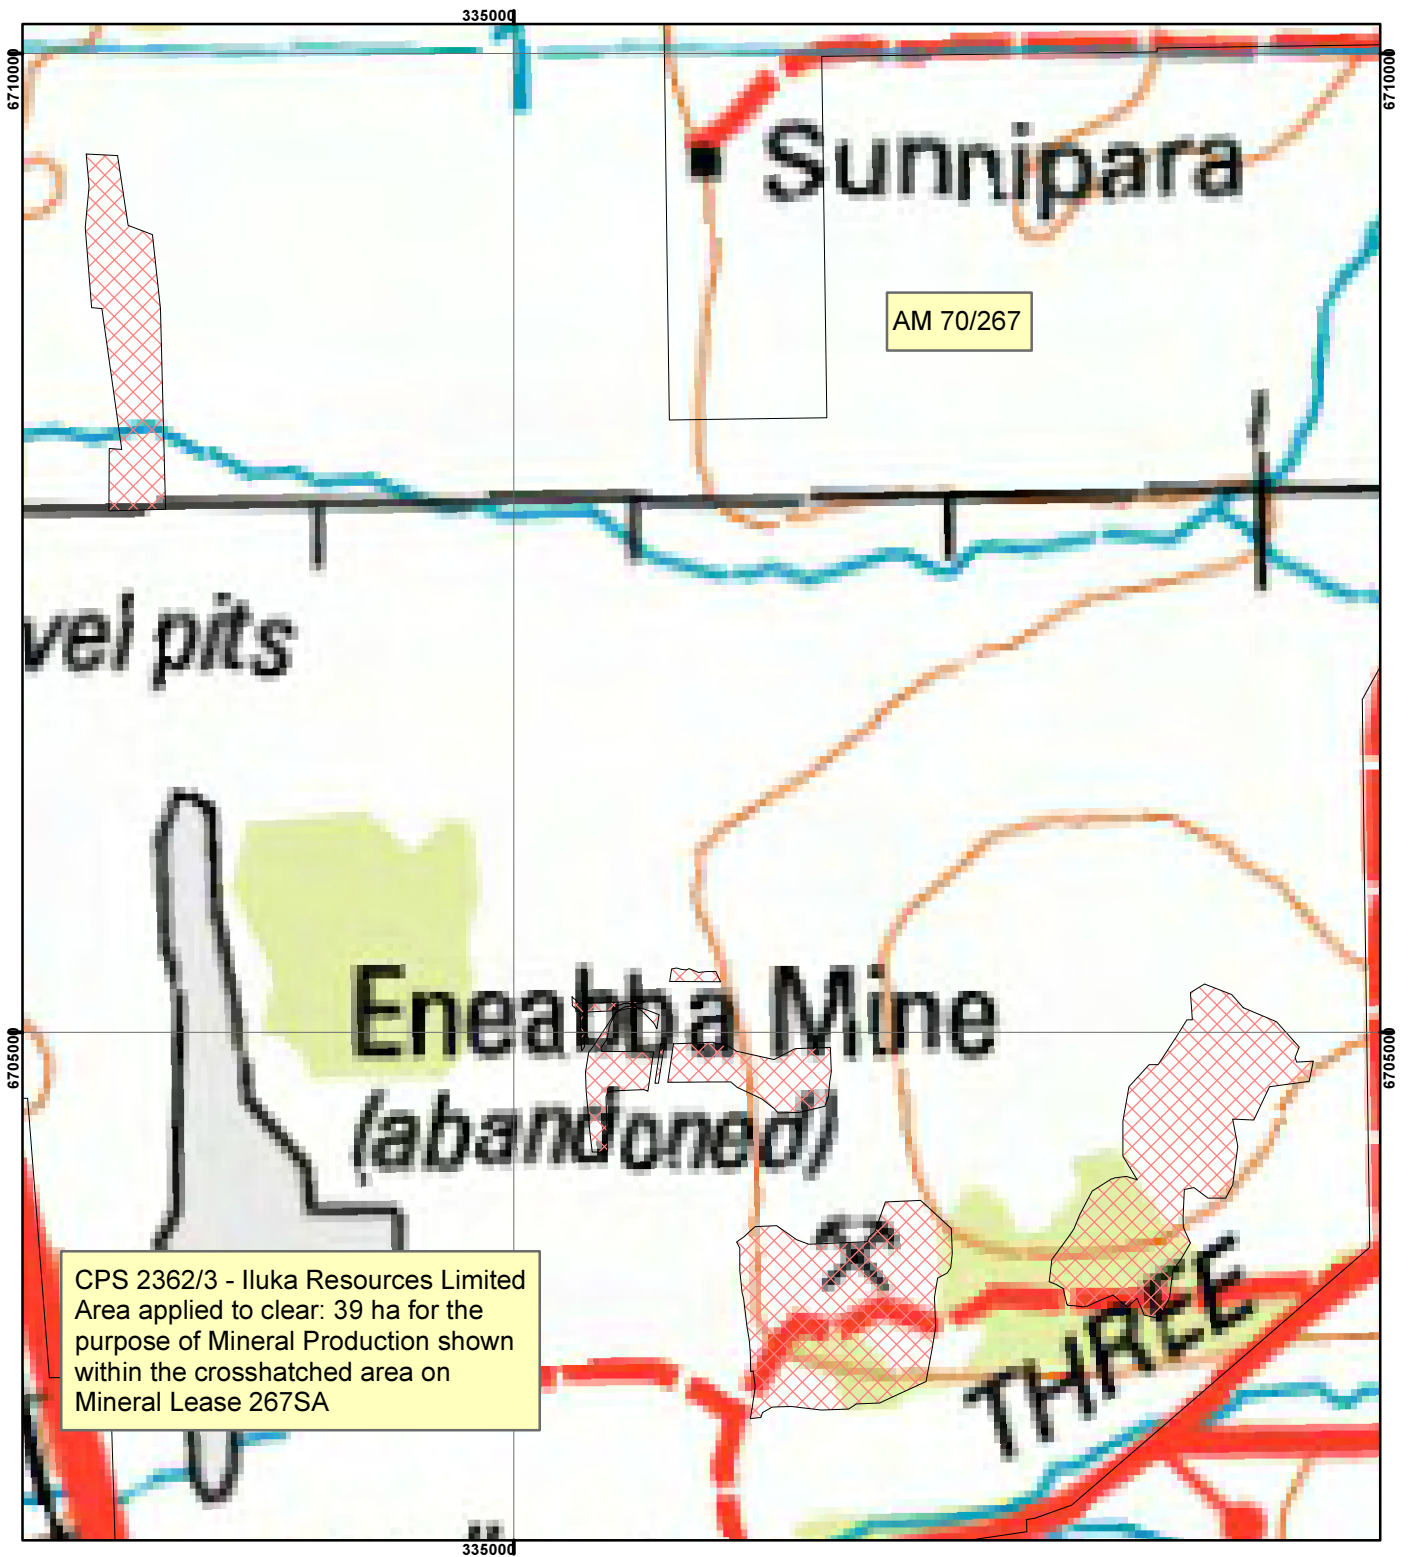 335000
6710000
6710000
Sunnipara
AM 70/267
vel pits
Eneabba Mine
(abandoned)
6705000
6705000
THREE
CPS 2362/3 - Iluka Resources Limited
Area applied to clear: 39 ha for the
purpose of Mineral Production shown
within the crosshatched area on
Mineral Lease 267SA
335000